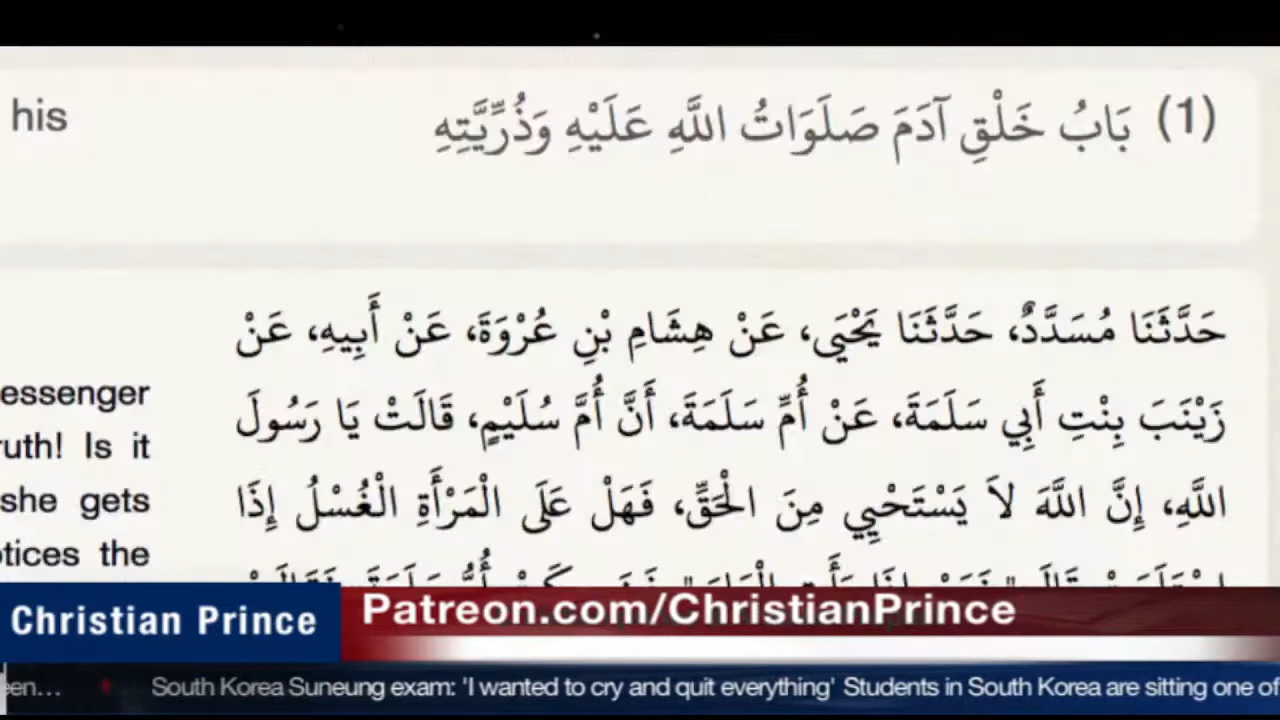 his
(1) بَابُ خَلْقِ آدَمَ صَلَوَاتُ اللَّهِ عَلَيْهِ وَذُرِّيَّتِهِ
حَدَّثَنَا مُسَدَّدٌ، حَدَّثَنَا يَحْيَى، عَنْ هِشَامِ بْنِ عُرْوَةَ، عَنْ أَبِيهِ، عَنْ
زَيْنَبَ بِنْتِ أَبِي سَلَمَةَ، عَنْ أُمِّ سَلَمَةَ، أَنَّ أُمَّ سُلَيْمٍ، قَالَتْ يَا رَسُولَ
اللَّهِ، إِنَّ اللَّهَ لاَ يَسْتَحْيِي مِنَ الْحَقِّ، فَهَلْ عَلَى الْمَرْأَةِ الْغُسْلُ إِذَا
essenger
ruth! Is it
she gets
otices the
Christian Prince
Patreon.com/ChristianPrince
een... South Korea Suneung exam: 'I wanted to cry and quit everything' Students in South Korea are sitting one of